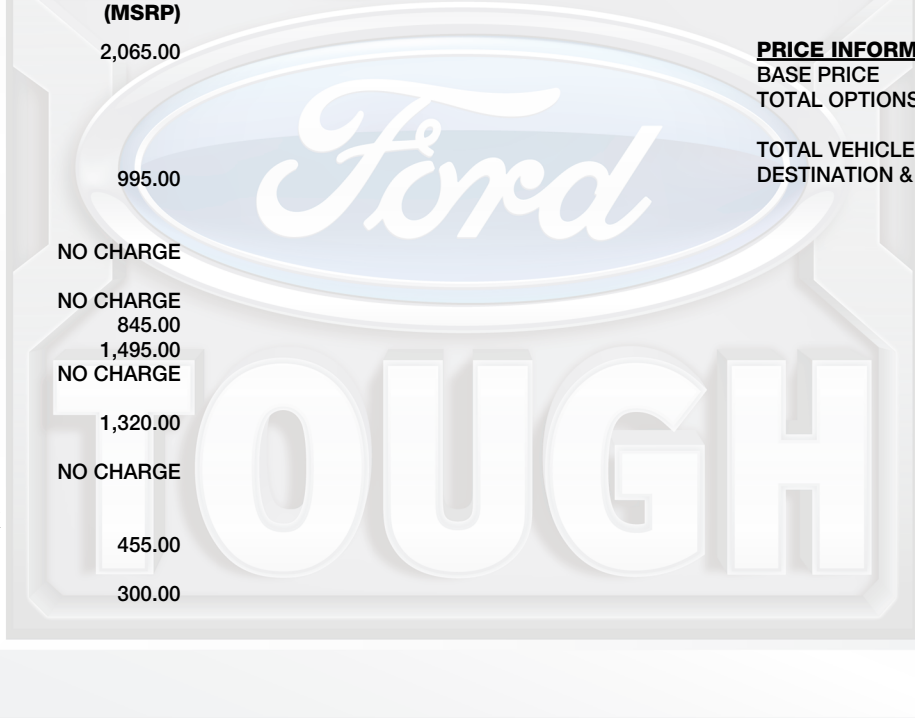 (MSRP)
2,065.00
995.00
NO CHARGE
NO CHARGE
845.00
1,495.00
NO CHARGE
1,320.00
NO CHARGE
455.00
300.00
PRICE INFORM
BASE PRICE
TOTAL OPTIONS
TOTAL VEHICLE
DESTINATION &
Ford
TOUGH